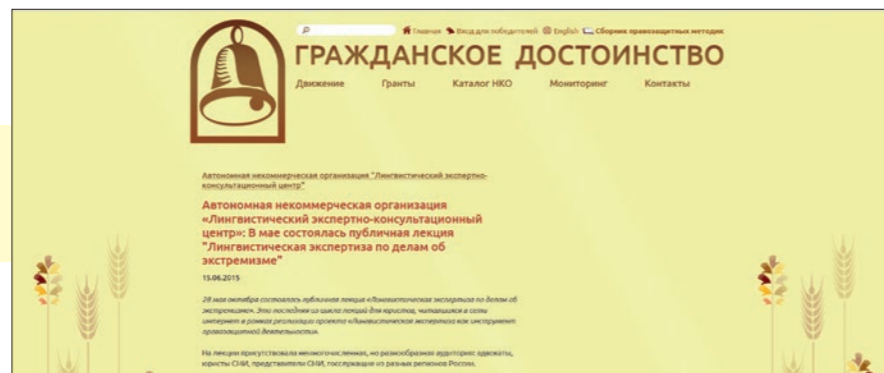 Главная Вход для победителей English Сборник правозащитных методик
ГРАЖДАНСКОЕ ДОСТОИНСТВО
Движение Гранты Каталог НКО Мониторинг Контакты
Автономная некоммерческая организация "Лингвистический экспертно-
консультационный центр"
Автономная некоммерческая организация
«Лингвистический экспертно-консультационный
центр»: В мае состоялась публичная лекция
"Лингвистическая экспертиза по делам об
экстремизме"
15.06.2015
28 мая октября состоялась публичная лекция «Лингвистическая экспертиза по делам об
экстремизме». Это последняя из цикла лекций для юристов, читавшихся в сети
интернет в рамках реализации проекта «Лингвистическая экспертиза как инструмент
правозащитной деятельности».
На лекции присутствовала немногочисленная, но разнообразная аудитория: адвокаты,
юристы СМИ, представители СМИ, госслужащие из разных регионов России.